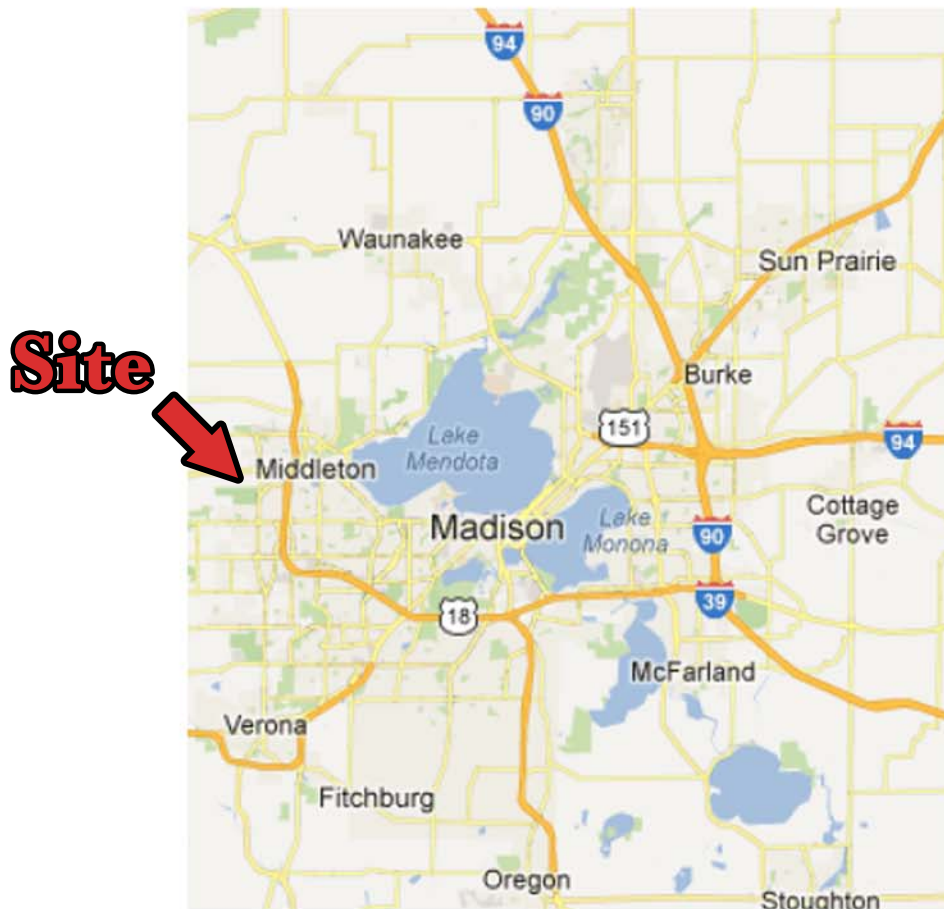 94
90
Waunakee
Sun Prairie
Site
Burke
151
Lake
Mendota
94
Middleton
Cottage
Grove
Madison
Lake
Monona
90
39
18
McFarland
Verona
Fitchburg
Oregon
Stoughton